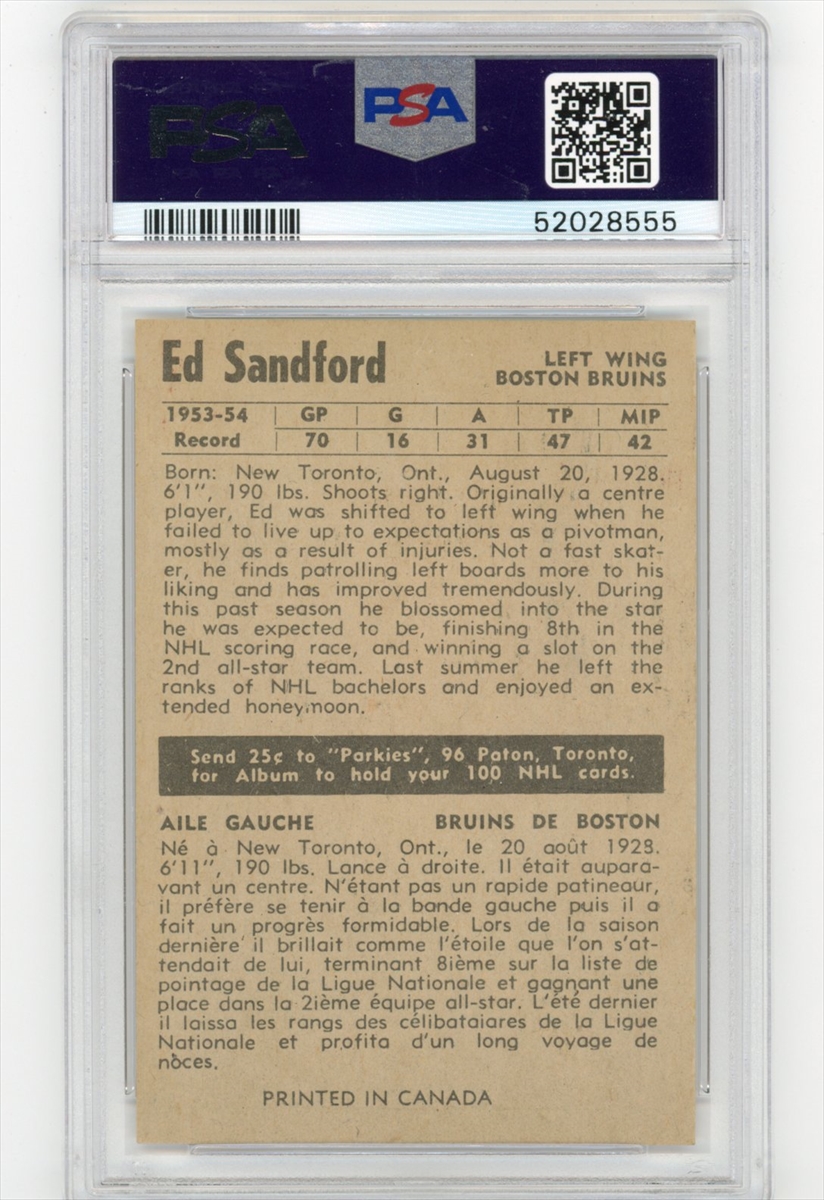 PSA
PSA
52028555
Ed Sandford
LEFT WING
BOSTON BRUINS
1953-54 | GP | G | A | TP | MIP
Record | 70 | 16 | 31 | 47 | 42
Born: New Toronto, Ont., August 20, 1928.
6'1", 190 lbs. Shoots right. Originally a centre
player, Ed was shifted to left wing when he
failed to live up to expectations as a pivotman,
mostly as a result of injuries. Not a fast skat-
er, he finds patrolling left boards more to his
liking and has improved tremendously. During
this past season he blossomed into the star
he was expected to be, finishing 8th in the
NHL scoring race, and winning a slot on the
2nd all-star team. Last summer he left the
ranks of NHL bachelors and enjoyed an ex-
tended honeymoon.
Send 25¢ to "Parkies", 96 Paton, Toronto,
for Album to hold your 100 NHL cards.
AILE GAUCHE BRUINS DE BOSTON
Né à New Toronto, Ont., le 20 août 1928.
6'11", 190 lbs. Lance à droite. Il était aupara-
vant un centre. N'étant pas un rapide patineur,
il préfère se tenir à la bande gauche puis il a
fait un progrès formidable. Lors de la saison
dernière il brillait comme l'étoile que l'on s'at-
tendait de lui, terminant 8ième sur la liste de
pointage de la Ligue Nationale et gagnant une
place dans la 2ième équipe all-star. L'été dernier
il laissa les rangs des célibataiares de la Ligue
Nationale et profita d'un long voyage de
noces.
PRINTED IN CANADA